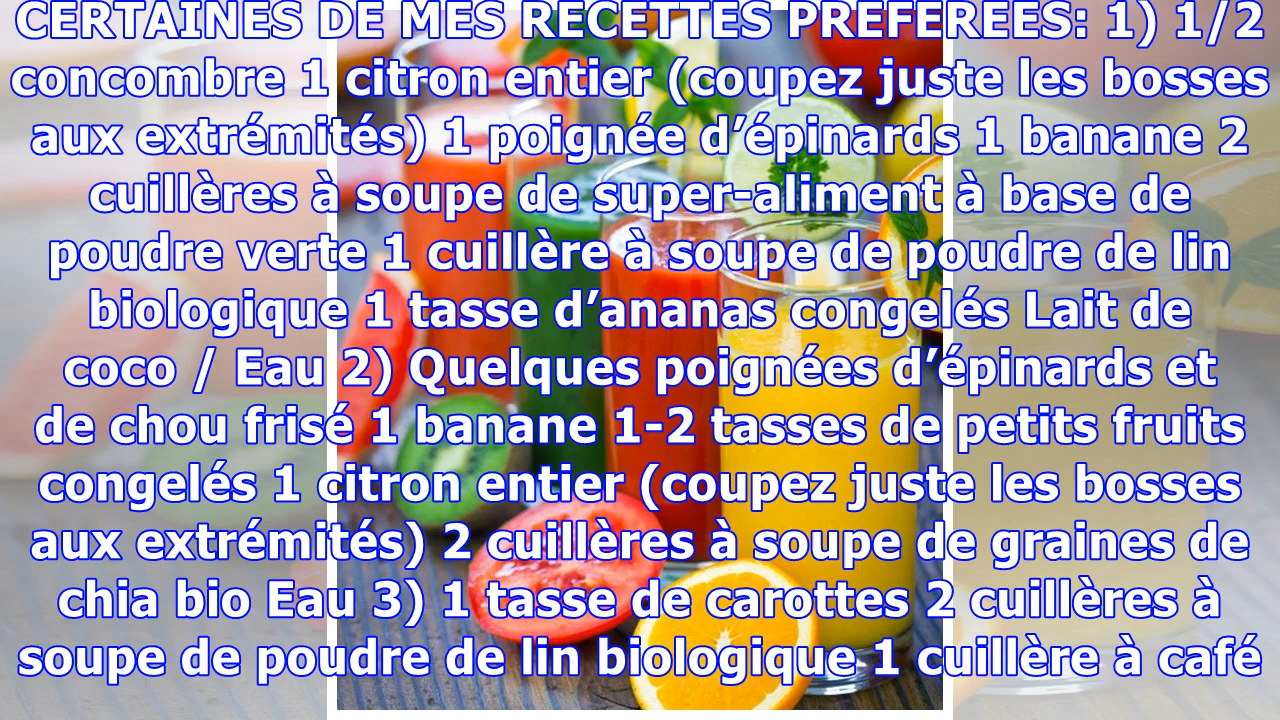 CERTAINES DE MES RECETTES PRÉFÉRÉES: 1) 1/2
concombre 1 citron entier (coupez juste les bosses
aux extrémités) 1 poignée d’épinards 1 banane 2
cuillères à soupe de super-aliment à base de
poudre verte 1 cuillère à soupe de poudre de lin
biologique 1 tasse d’ananas congelés Lait de
coco / Eau 2) Quelques poignées d’épinards et
de chou frisé 1 banane 1-2 tasses de petits fruits
congelés 1 citron entier (coupez juste les bosses
aux extrémités) 2 cuillères à soupe de graines de
chia bio Eau 3) 1 tasse de carottes 2 cuillères à
soupe de poudre de lin biologique 1 cuillère à café